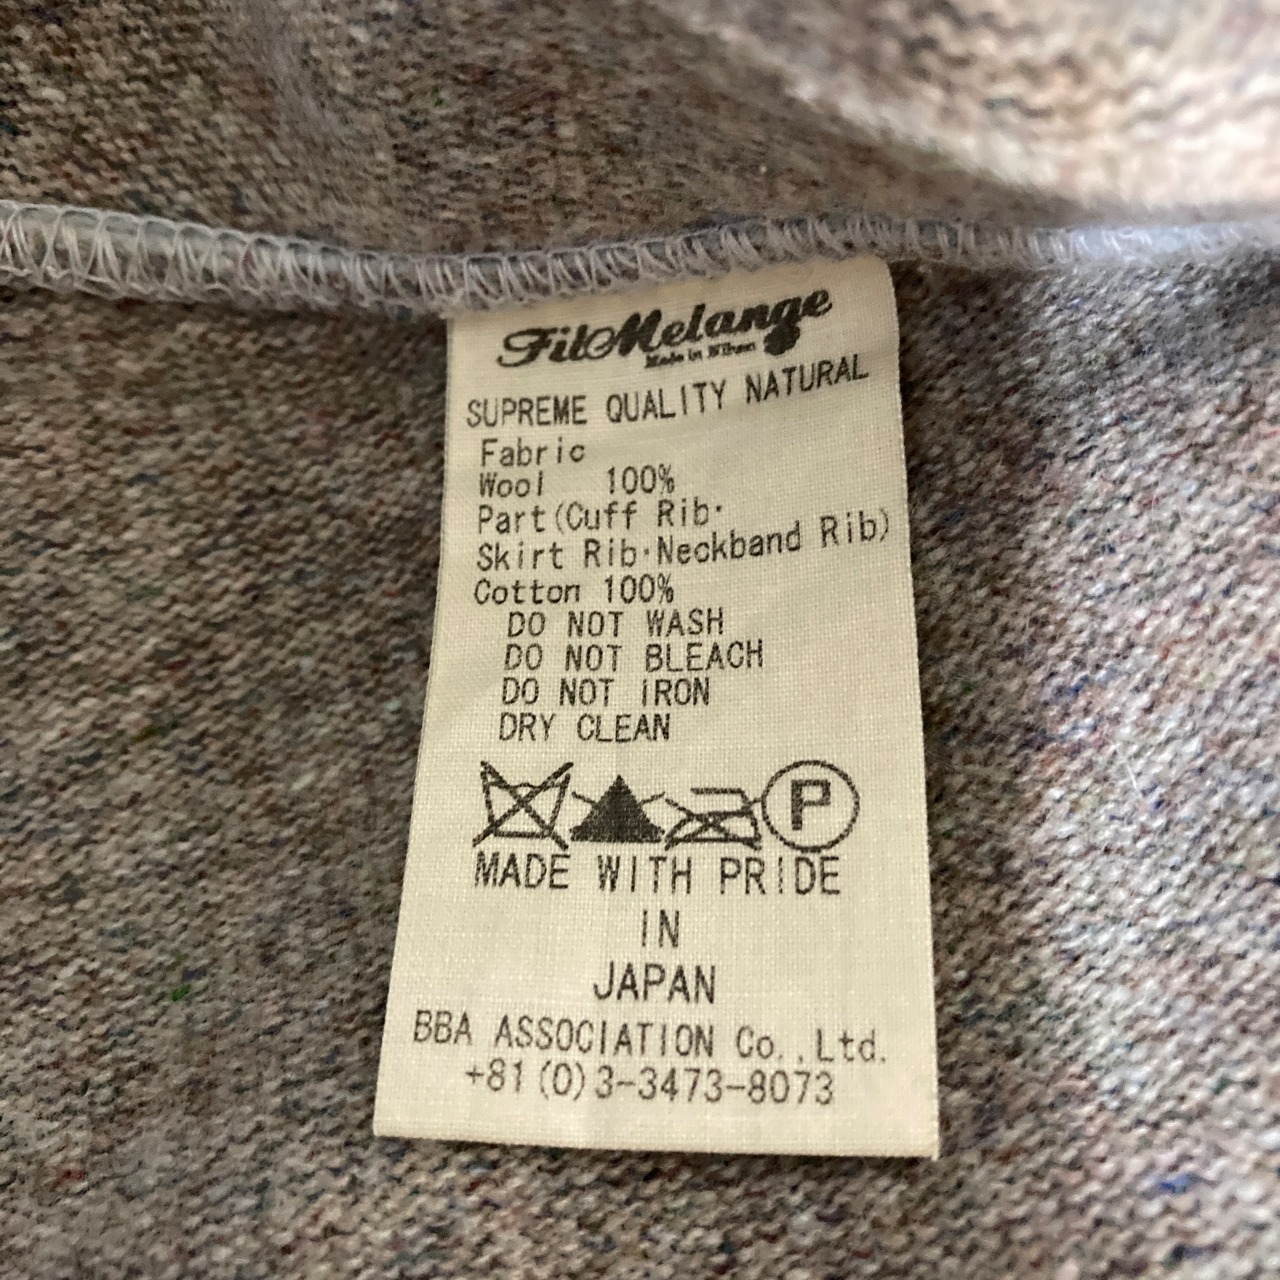 FilMelange
Made in Nihon
SUPREME QUALITY NATURAL
Fabric
Wool 100%
Part(Cuff Rib・
Skirt Rib・Neckband Rib)
Cotton 100%
DO NOT WASH
DO NOT BLEACH
DO NOT IRON
DRY CLEAN
P
MADE WITH PRIDE
IN
JAPAN
BBA ASSOCIATION Co.,Ltd.
+81(0)3-3473-8073